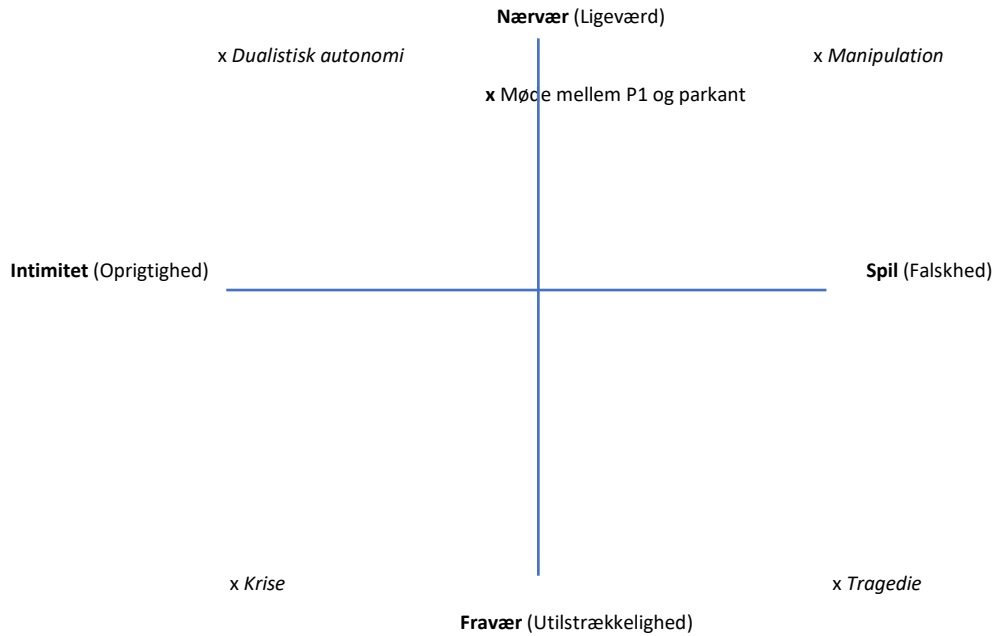 Nærvær (Ligeværd)
x Dualistisk autonomi
x Manipulation
x Møde mellem P1 og parkant
Intimitet (Oprigtighed)
Spil (Falskhed)
x Krise
x Tragedie
Fravær (Utilstrækkelighed)